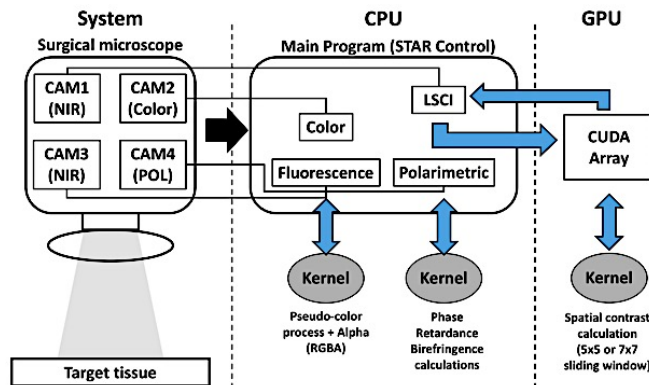 System
CPU
GPU
Surgical microscope
Main Program (STAR Control)
CAM1
(NIR)
CAM2
(Color)
CAM3
(NIR)
CAM4
(POL)
LSCI
Color
Fluorescence
Polarimetric
CUDA
Array
Kernel
Kernel
Kernel
Pseudo-color
process + Alpha
(RGBA)
Phase
Retardance
Birefringence
calculations
Spatial contrast
calculation
(5x5 or 7x7
sliding window)
Target tissue